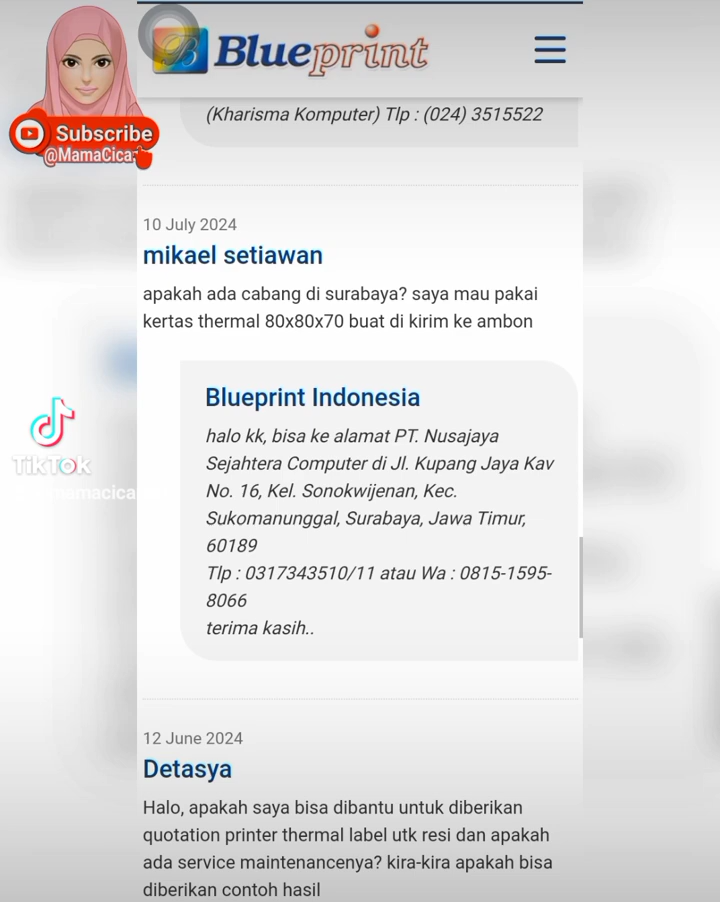 Blueprint
(Kharisma Komputer) Tlp : (024) 3515522
Subscribe
@MamaCica
10 July 2024
mikael setiawan
apakah ada cabang di surabaya? saya mau pakai
kertas thermal 80x80x70 buat di kirim ke ambon
Blueprint Indonesia
halo kk, bisa ke alamat PT. Nusajaya
Sejahtera Computer di Jl. Kupang Jaya Kav
No. 16, Kel. Sonokwijenan, Kec.
Sukomanunggal, Surabaya, Jawa Timur,
60189
Tlp : 0317343510/11 atau Wa : 0815-1595-
8066
terima kasih..
TikTok
mamacica
12 June 2024
Detasya
Halo, apakah saya bisa dibantu untuk diberikan
quotation printer thermal label utk resi dan apakah
ada service maintenancenya? kira-kira apakah bisa
diberikan contoh hasil